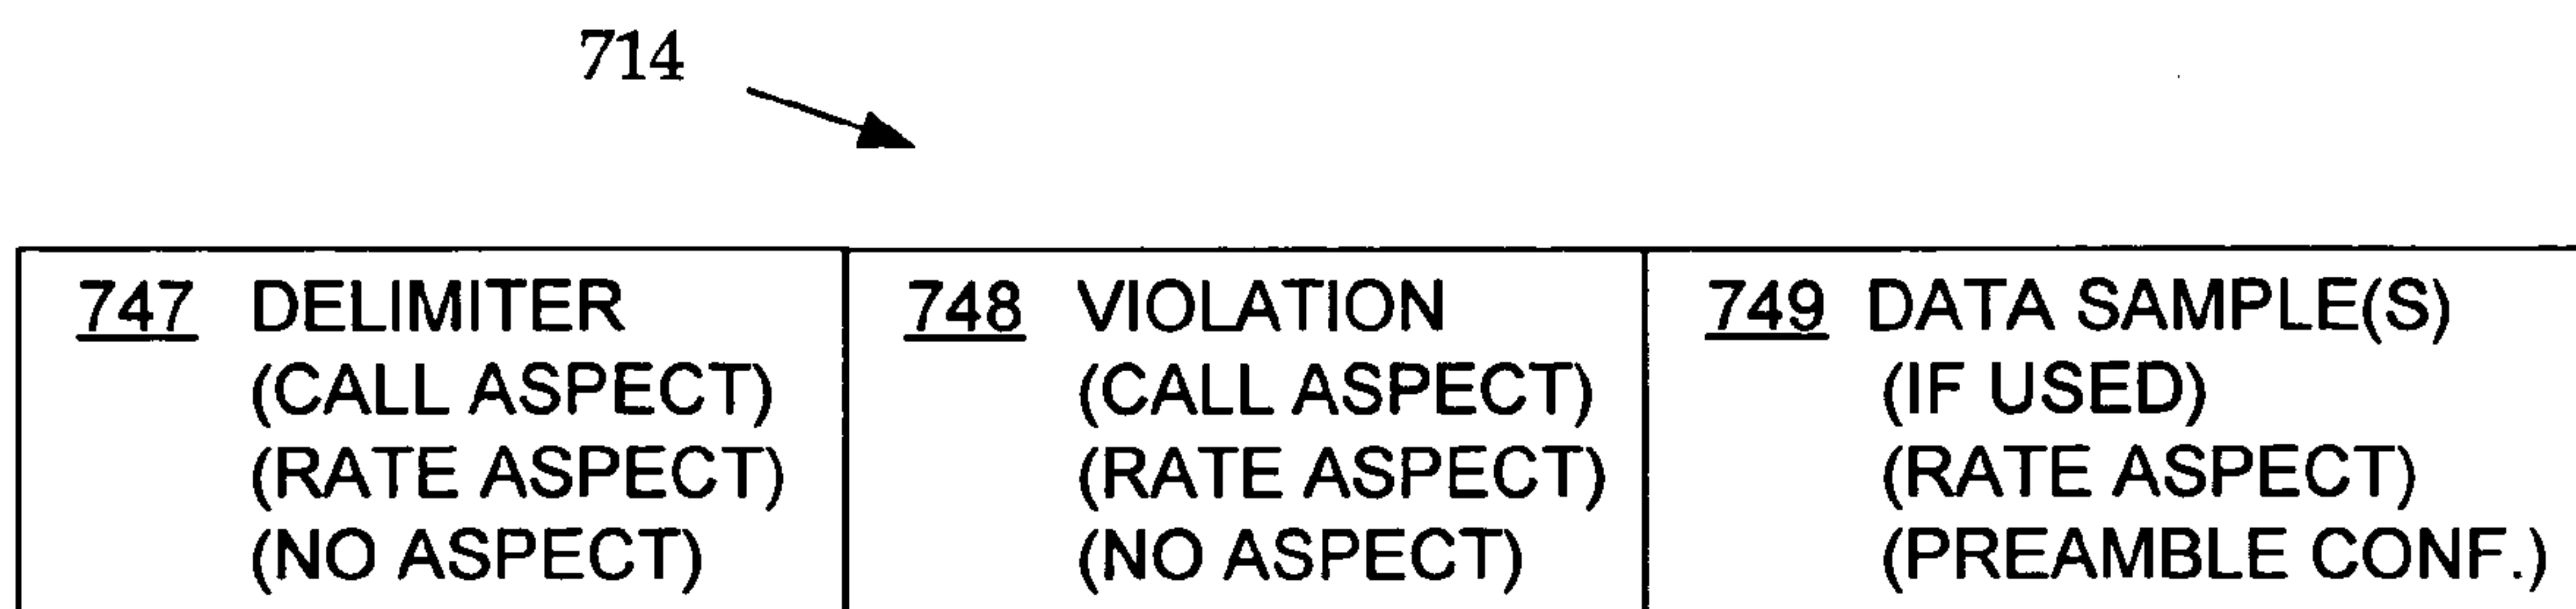 714
747 DELIMITER
(CALL ASPECT)
(RATE ASPECT)
(NO ASPECT)
748 VIOLATION
(CALL ASPECT)
(RATE ASPECT)
(NO ASPECT)
749 DATA SAMPLE(S)
(IF USED)
(RATE ASPECT)
(PREAMBLE CONF.)